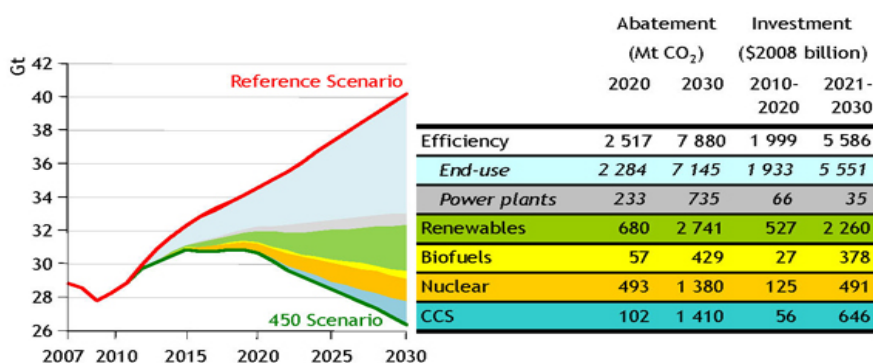 Gt
42
40
38
36
34
32
30
28
26
Reference Scenario
450 Scenario
2007 2010 2015 2020 2025 2030
Abatement Investment
(Mt CO₂) ($2008 billion)
2020 2030 2010-2020 2021-2030
Efficiency 2 517 7 880 1 999 5 586
End-use 2 284 7 145 1 933 5 551
Power plants 233 735 66 35
Renewables 680 2 741 527 2 260
Biofuels 57 429 27 378
Nuclear 493 1 380 125 491
CCS 102 1 410 56 646